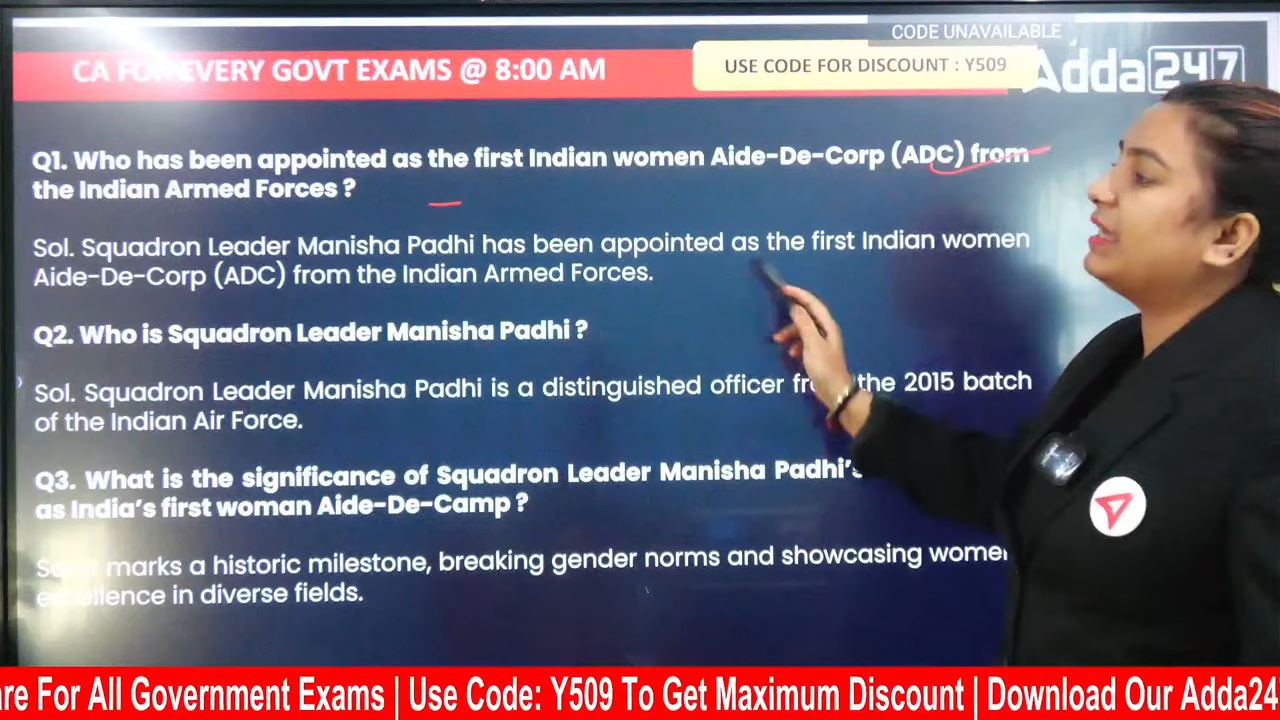 CODE UNAVAILABLE
CA FOR EVERY GOVT EXAMS @ 8:00 AM
USE CODE FOR DISCOUNT : Y509
Adda247
Q1. Who has been appointed as the first Indian women Aide-De-Corp (ADC) from
the Indian Armed Forces ?
Sol. Squadron Leader Manisha Padhi has been appointed as the first Indian women
Aide-De-Corp (ADC) from the Indian Armed Forces.
Q2. Who is Squadron Leader Manisha Padhi ?
Sol. Squadron Leader Manisha Padhi is a distinguished officer the 2015 batch
of the Indian Air Force.
Q3. What is the significance of Squadron Leader Manisha Padhi's
as India's first woman Aide-De-Camp ?
marks a historic milestone, breaking gender norms and showcasing
in diverse fields.
For All Government Exams | Use Code: Y509 To Get Maximum Discount | Download Our Adda24